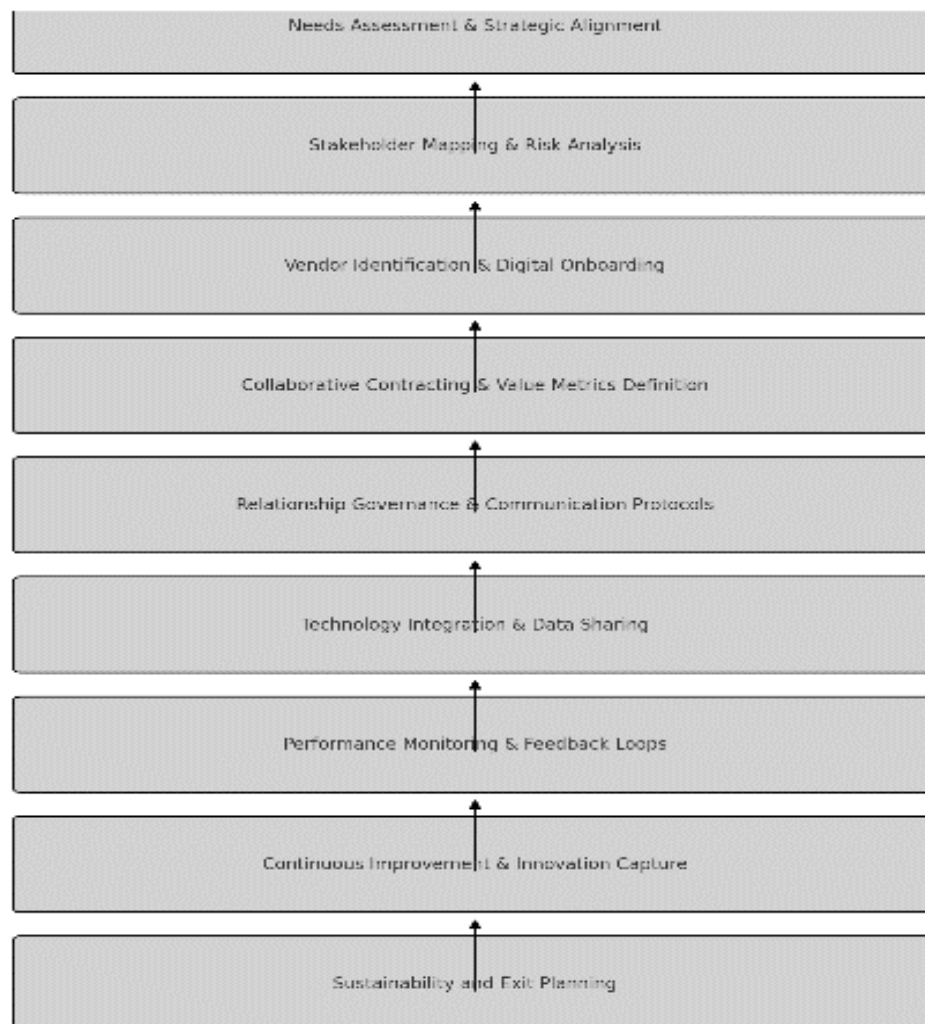 Needs Assessment & Strategic Alignment
Stakeholder Mapping & Risk Analysis
Vendor Identification & Digital Onboarding
Collaborative Contracting & Value Metrics Definition
Relationship Governance & Communication Protocols
Technology Integration & Data Sharing
Performance Monitoring & Feedback Loops
Continuous Improvement & Innovation Capture
Sustainability and Exit Planning